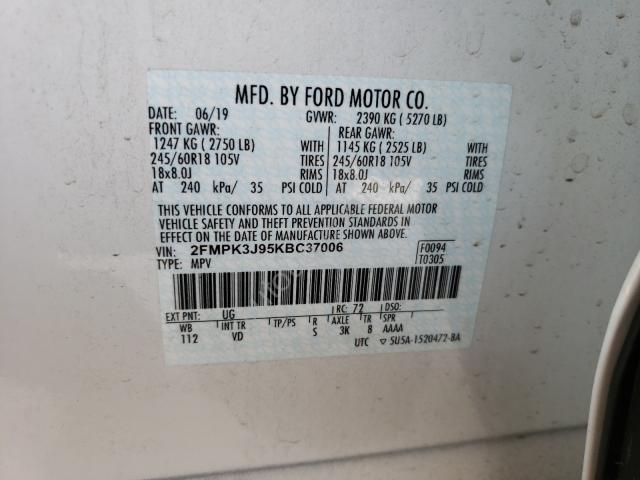 MFD. BY FORD MOTOR CO.
DATE: 06/19 GVWR: 2390 KG ( 5270 LB)
FRONT GAWR: REAR GAWR:
1247 KG ( 2750 LB) WITH 1145 KG ( 2525 LB) WITH
245/60R18 105V TIRES 245/60R18 105V TIRES
18x8.0J RIMS 18x8.0J RIMS
AT 240 kPa/ 35 PSI COLD AT 240 kPa/ 35 PSI COLD
THIS VEHICLE CONFORMS TO ALL APPLICABLE FEDERAL MOTOR
VEHICLE SAFETY AND THEFT PREVENTION STANDARDS IN
EFFECT ON THE DATE OF MANUFACTURE SHOWN ABOVE.
VIN: 2FMPK3J95KBC37006 F0094
TYPE: MPV T0305
EXT PNT: UG RC: 72 DSO:
WB INT TR TP/PS R AXLE TR SPR
112 VD S 3K 8 AAAA
UTC ▽ 5U5A-1520472-BA